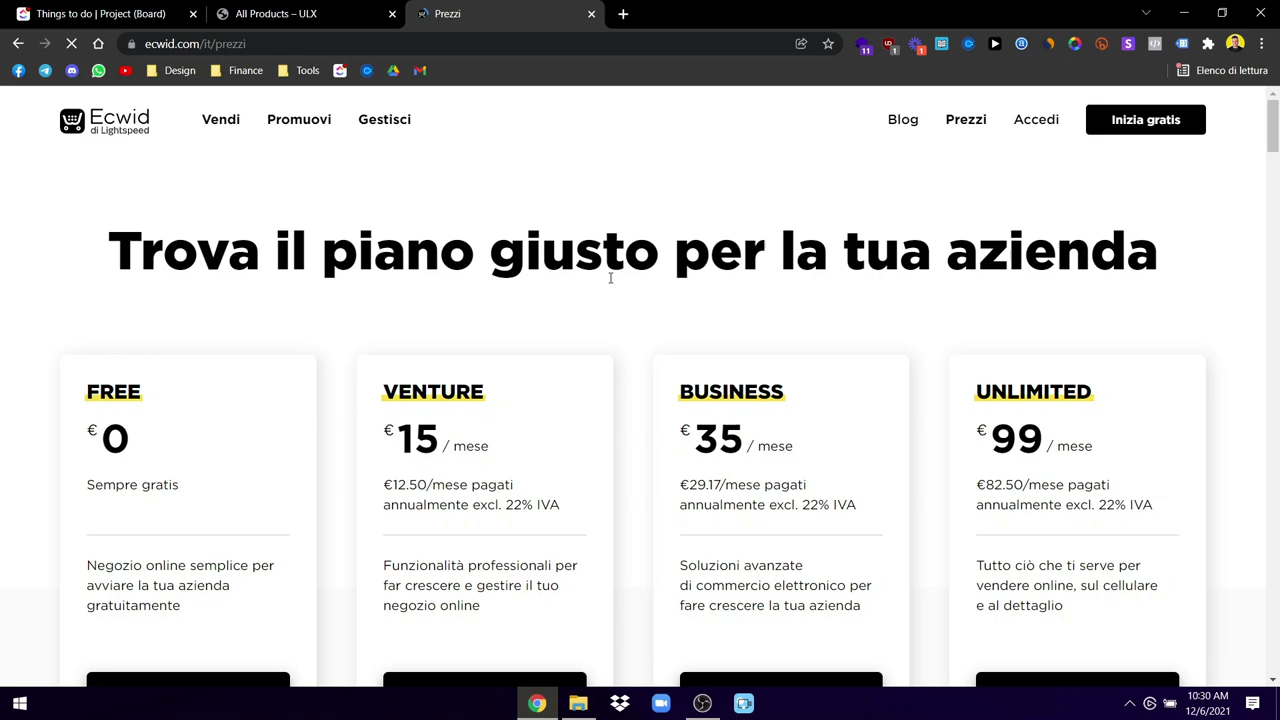 Things to do | Project (Board)
All Products – ULX
Prezzi
ecwid.com/it/prezzi
Design
Finance
Tools
Elenco di lettura
Ecwid
di Lightspeed
Vendi
Promuovi
Gestisci
Blog
Prezzi
Accedi
Inizia gratis
Trova il piano giusto per la tua azienda
FREE
€ 0
Sempre gratis
Negozio online semplice per
avviare la tua azienda
gratuitamente
VENTURE
€ 15 / mese
€12.50/mese pagati
annualmente excl. 22% IVA
Funzionalità professionali per
far crescere e gestire il tuo
negozio online
BUSINESS
€ 35 / mese
€29.17/mese pagati
annualmente excl. 22% IVA
Soluzioni avanzate
di commercio elettronico per
fare crescere la tua azienda
UNLIMITED
€ 99 / mese
€82.50/mese pagati
annualmente excl. 22% IVA
Tutto ciò che ti serve per
vendere online, sul cellulare
e al dettaglio
10:30 AM
12/6/2021